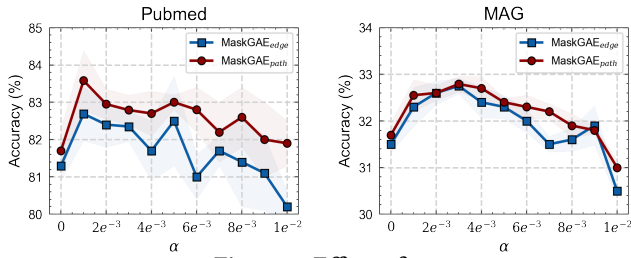 Pubmed
MAG
Accuracy (%)
85
84
83
82
81
80
MaskGAE_edge
MaskGAE_path
0
2e^-3
4e^-3
6e^-3
8e^-3
1e^-2
α
Accuracy (%)
34
33
32
31
30
MaskGAE_edge
MaskGAE_path
0
2e^-3
4e^-3
6e^-3
8e^-3
1e^-2
α